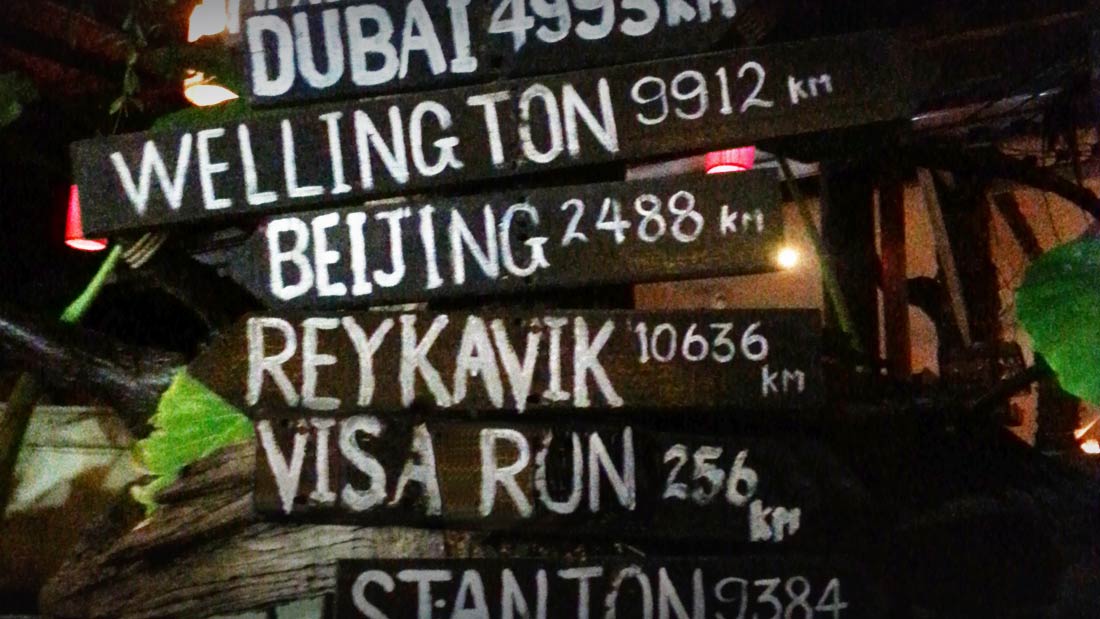 DUBAI 4995 KM
WELLINGTON 9912 KM
BEIJING 2488 KM
REYKAVIK 10636 KM
VISA RUN 256 KM
STANTON 9384